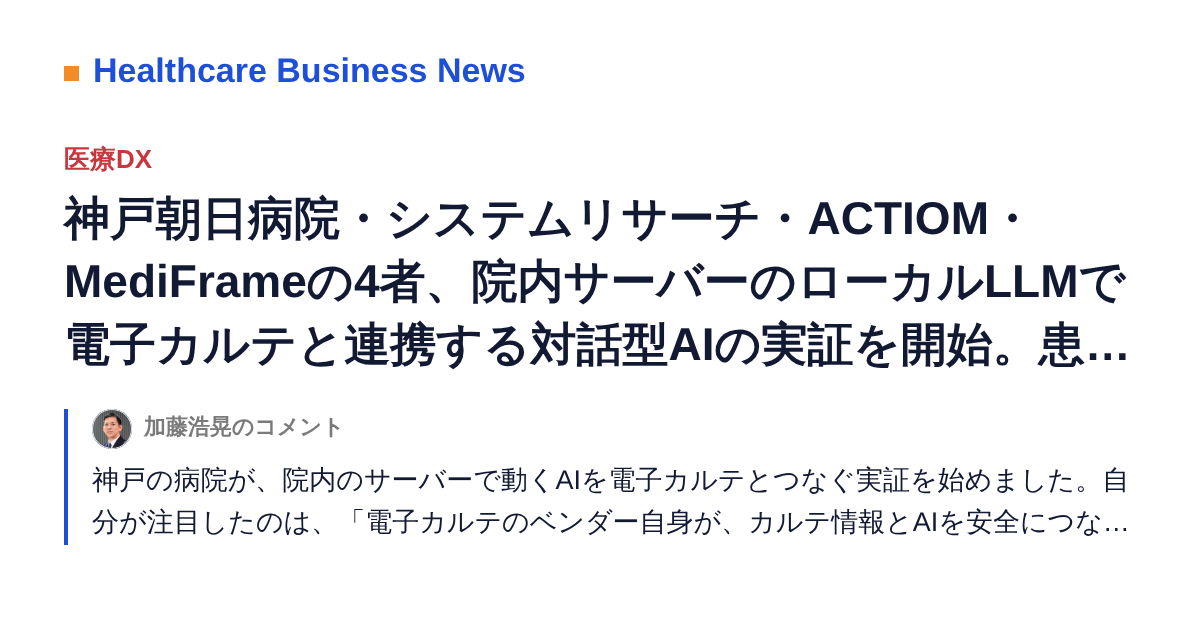 Healthcare Business News
医療DX
神戸朝日病院・システムリサーチ・ACTIOM・
MediFrameの4者、院内サーバーのローカルLLMで
電子カルテと連携する対話型AIの実証を開始。患…
加藤浩晃のコメント
神戸の病院が、院内のサーバーで動くAIを電子カルテとつなぐ実証を始めました。自
分が注目したのは、「電子カルテのベンダー自身が、カルテ情報とAIを安全につな…